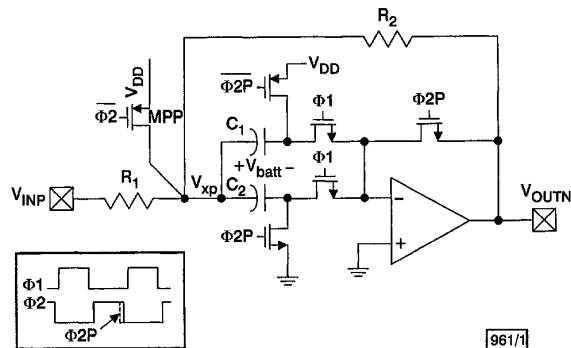 R2
VDD
VDD
Φ2P
Φ2
MPP
C1
Φ1
Φ2P
+Vbatt−
Φ1
R1
Vxp
C2
VINP
VOUTN
−
+
Φ2P
Φ1
Φ2
Φ2P
961/1